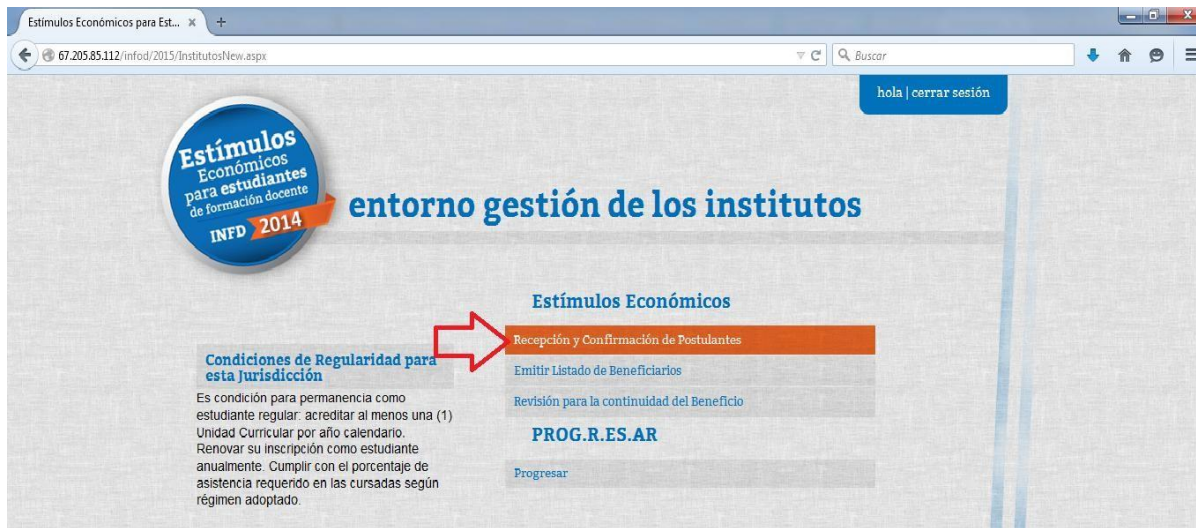 Estímulos Económicos para Est...
67.205.85.112/infod/2015/InstitutosNew.aspx
Buscar
hola | cerrar sesión
Estímulos
Económicos
para estudiantes
de formación docente
INFD 2014
entorno gestión de los institutos
Estímulos Económicos
Recepción y Confirmación de Postulantes
Emitir Listado de Beneficiarios
Revisión para la continuidad del Beneficio
PROG.R.ES.AR
Progresar
Condiciones de Regularidad para
esta Jurisdicción
Es condición para permanencia como
estudiante regular: acreditar al menos una (1)
Unidad Curricular por año calendario.
Renovar su inscripción como estudiante
anualmente. Cumplir con el porcentaje de
asistencia requerido en las cursadas según
régimen adoptado.